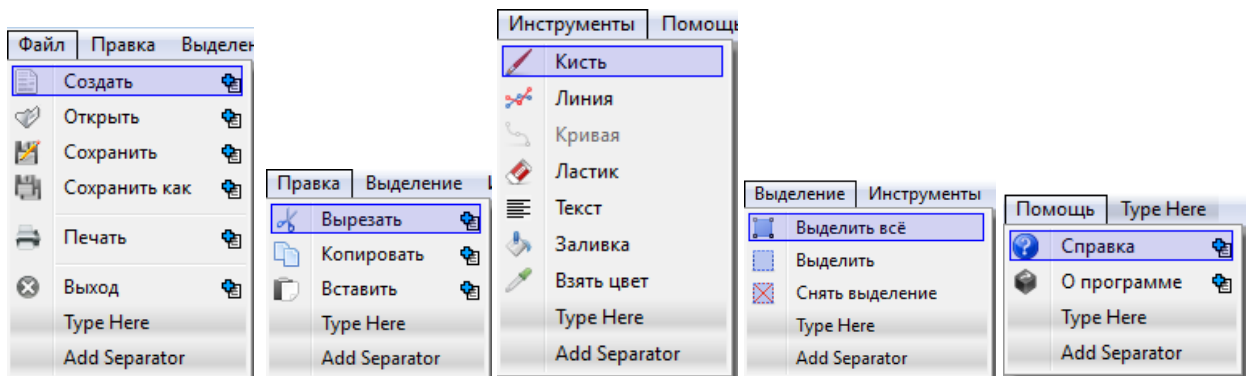 Файл Правка Выделен
Создать
Открыть
Сохранить
Сохранить как
Печать
Выход
Type Here
Add Separator
Правка Выделение
Вырезать
Копировать
Вставить
Type Here
Add Separator
Инструменты Помощь
Кисть
Линия
Кривая
Ластик
Текст
Заливка
Взять цвет
Type Here
Add Separator
Выделение Инструменты
Выделить всё
Выделить
Снять выделение
Type Here
Add Separator
Помощь Type Here
Справка
О программе
Type Here
Add Separator